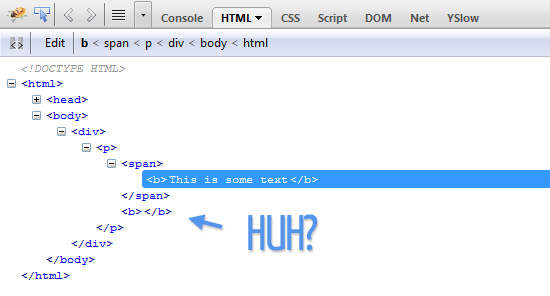 Console HTML CSS Script DOM Net YSlow
Edit b < span < p < div < body < html
<!DOCTYPE HTML>
<html>
<head>
<body>
<div>
<p>
<span>
<b>This is some text</b>
</span>
<b></b>
HUH?
</p>
</div>
</body>
</html>